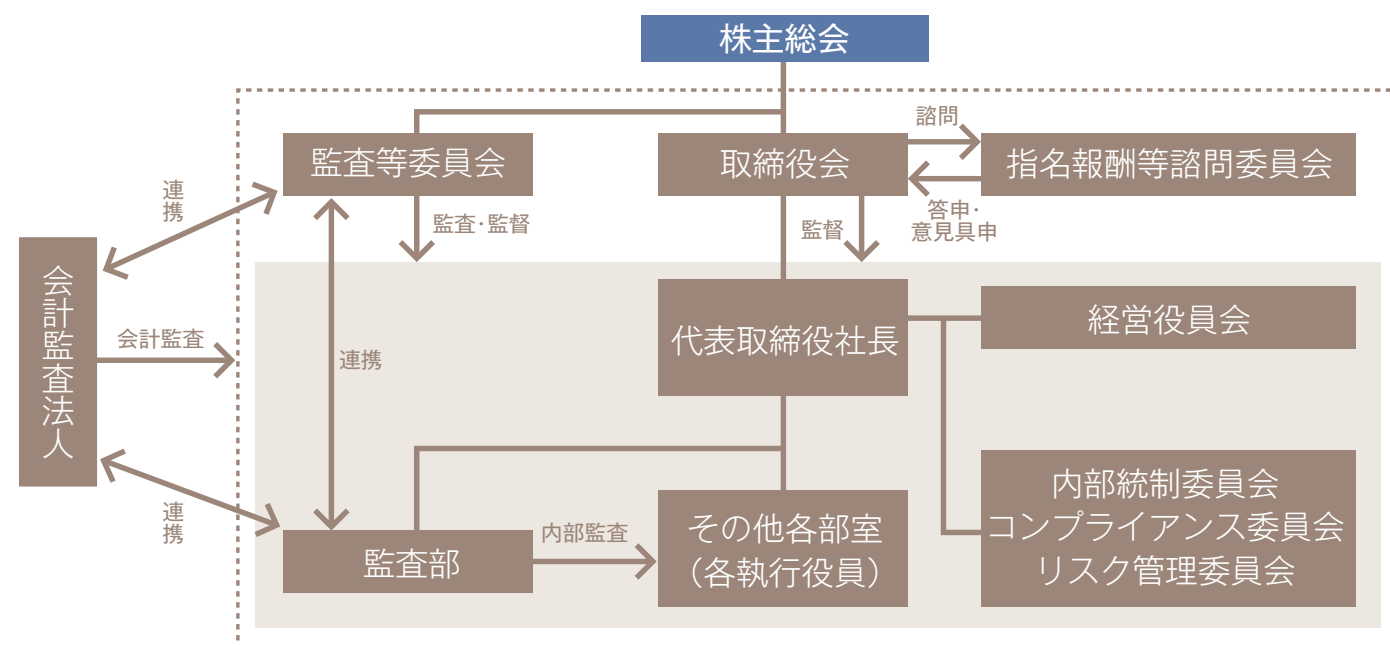 株主総会
諮問
監査等委員会
取締役会
指名報酬等諮問委員会
連携
監査・監督
監督
答申・
意見具申
会計監査法人
会計監査
連携
代表取締役社長
経営役員会
連携
内部監査
監査部
その他各部室
（各執行役員）
内部統制委員会
コンプライアンス委員会
リスク管理委員会